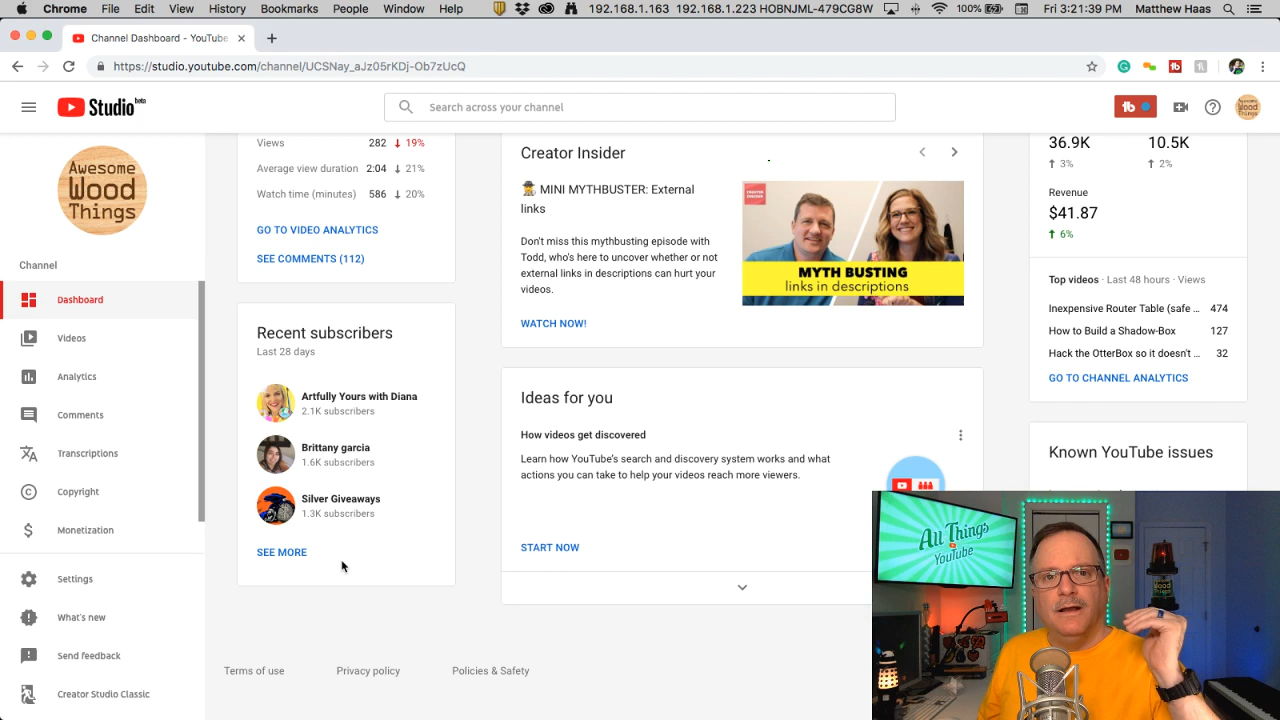 Chrome File Edit View History Bookmarks People Window Help 192.168.1.163 192.168.1.223 HOBNJML-479CG8W 100% Fri 3:21:39 PM Matthew Haas
Channel Dashboard - YouTube
https://studio.youtube.com/channel/UCSNay_aJz05rKDj-Ob7zUcQ
Studio beta
Search across your channel
tb
Awesome
Wood
Things
Channel
Dashboard
Videos
Analytics
Comments
Transcriptions
Copyright
Monetization
Settings
What's new
Send feedback
Creator Studio Classic
Views 282 ↓ 19%
Average view duration 2:04 ↓ 21%
Watch time (minutes) 586 ↓ 20%
GO TO VIDEO ANALYTICS
SEE COMMENTS (112)
Recent subscribers
Last 28 days
Artfully Yours with Diana
2.1K subscribers
Brittany garcia
1.6K subscribers
Silver Giveaways
1.3K subscribers
SEE MORE
Creator Insider
MINI MYTHBUSTER: External
links
Don't miss this mythbusting episode with
Todd, who's here to uncover whether or not
external links in descriptions can hurt your
videos.
WATCH NOW!
MYTH BUSTING
links in descriptions
Ideas for you
How videos get discovered
Learn how YouTube's search and discovery system works and what
actions you can take to help your videos reach more viewers.
START NOW
36.9K 10.5K
↑ 3% ↑ 2%
Revenue
$41.87
↑ 6%
Top videos · Last 48 hours · Views
Inexpensive Router Table (safe ... 474
How to Build a Shadow-Box 127
Hack the OtterBox so it doesn't ... 32
GO TO CHANNEL ANALYTICS
Known YouTube issues
All Things
Youtube
Terms of use Privacy policy Policies & Safety